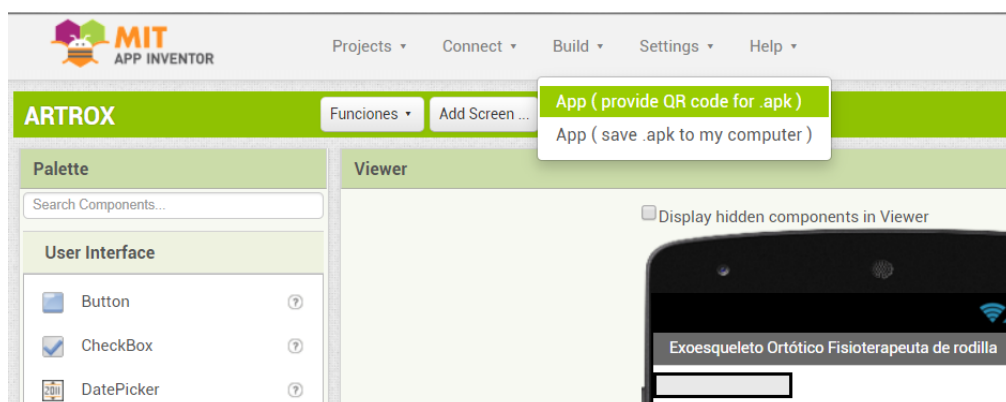 MIT
APP INVENTOR
Projects Connect Build Settings Help
ARTROX
Funciones Add Screen ...
App ( provide QR code for .apk )
App ( save .apk to my computer )
Palette
Viewer
Search Components...
Display hidden components in Viewer
User Interface
Button ?
CheckBox ?
Exoesqueleto Ortótico Fisioterapeuta de rodilla
2011 DatePicker ?